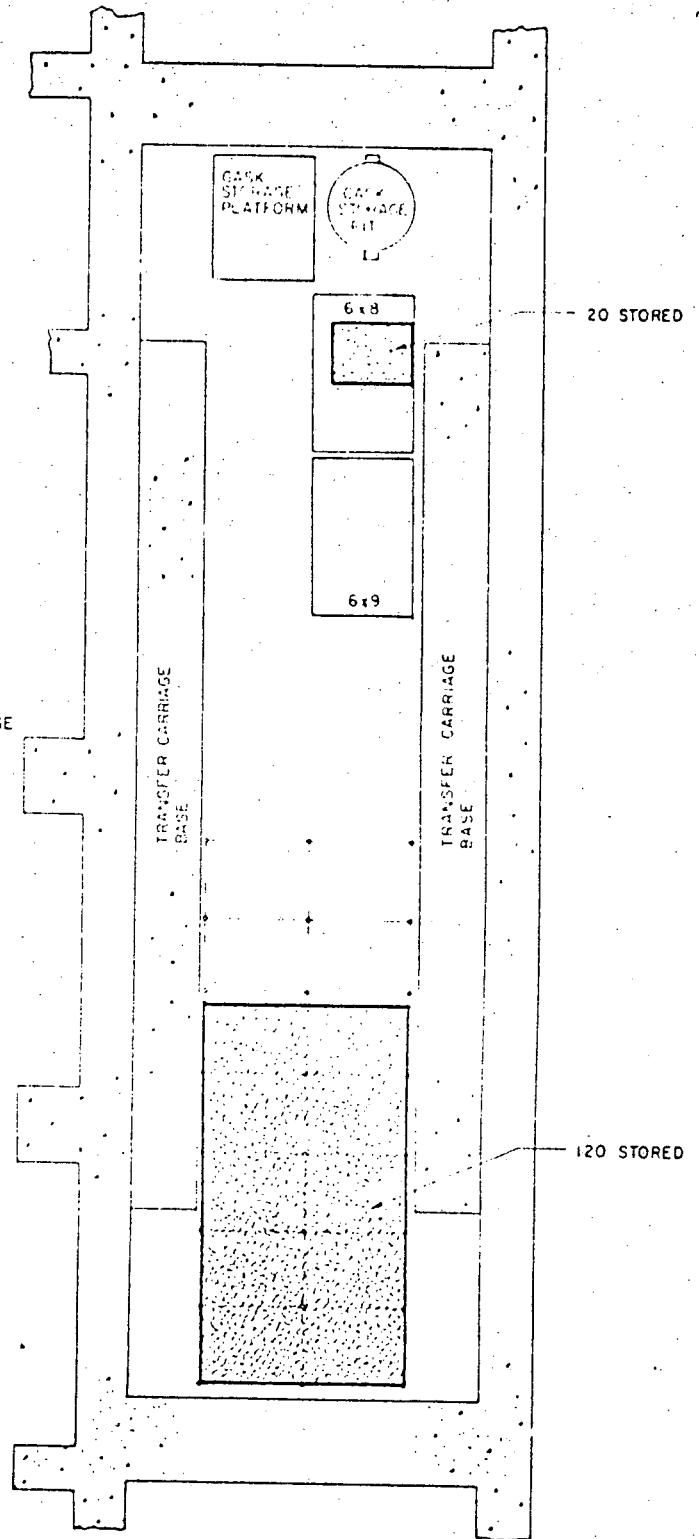 CASK
STORAGE
PLATFORM
CASK
STORAGE
PIT
6x8
20 STORED
6x9
TRANSFER CARRIAGE
BASE
TRANSFER CARRIAGE
BASE
120 STORED